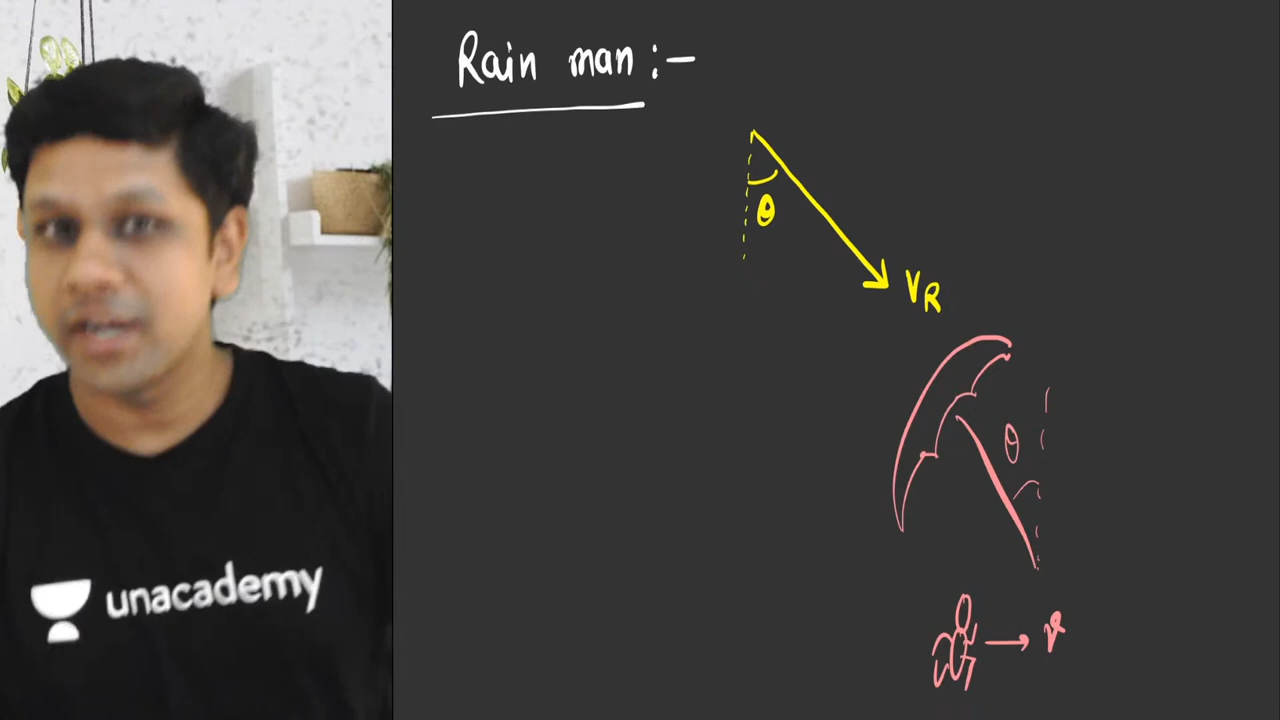 Rain man :-
θ
VR
θ
v
unacademy